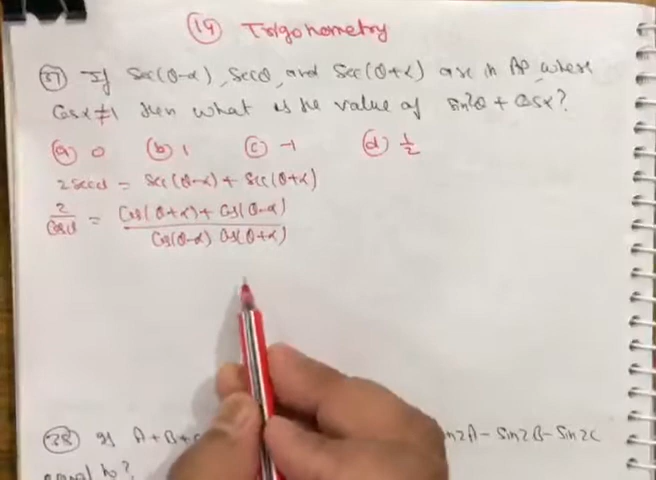 19 Trigonometry
37 If Sec(θ-α), Secθ, and Sec(θ+α) are in AP, where
Cosα≠1 then what is the value of sin²θ + cosα?
(a) 0 (b) 1 (c) -1 (d) 1/2
2Secθ = Sec(θ-α) + Sec(θ+α)
2/Cosθ = Cos(θ+α) + Cos(θ-α) / Cos(θ-α) Cos(θ+α)
38 If A+B+ n2A - Sin2B - Sin2C
equal to?